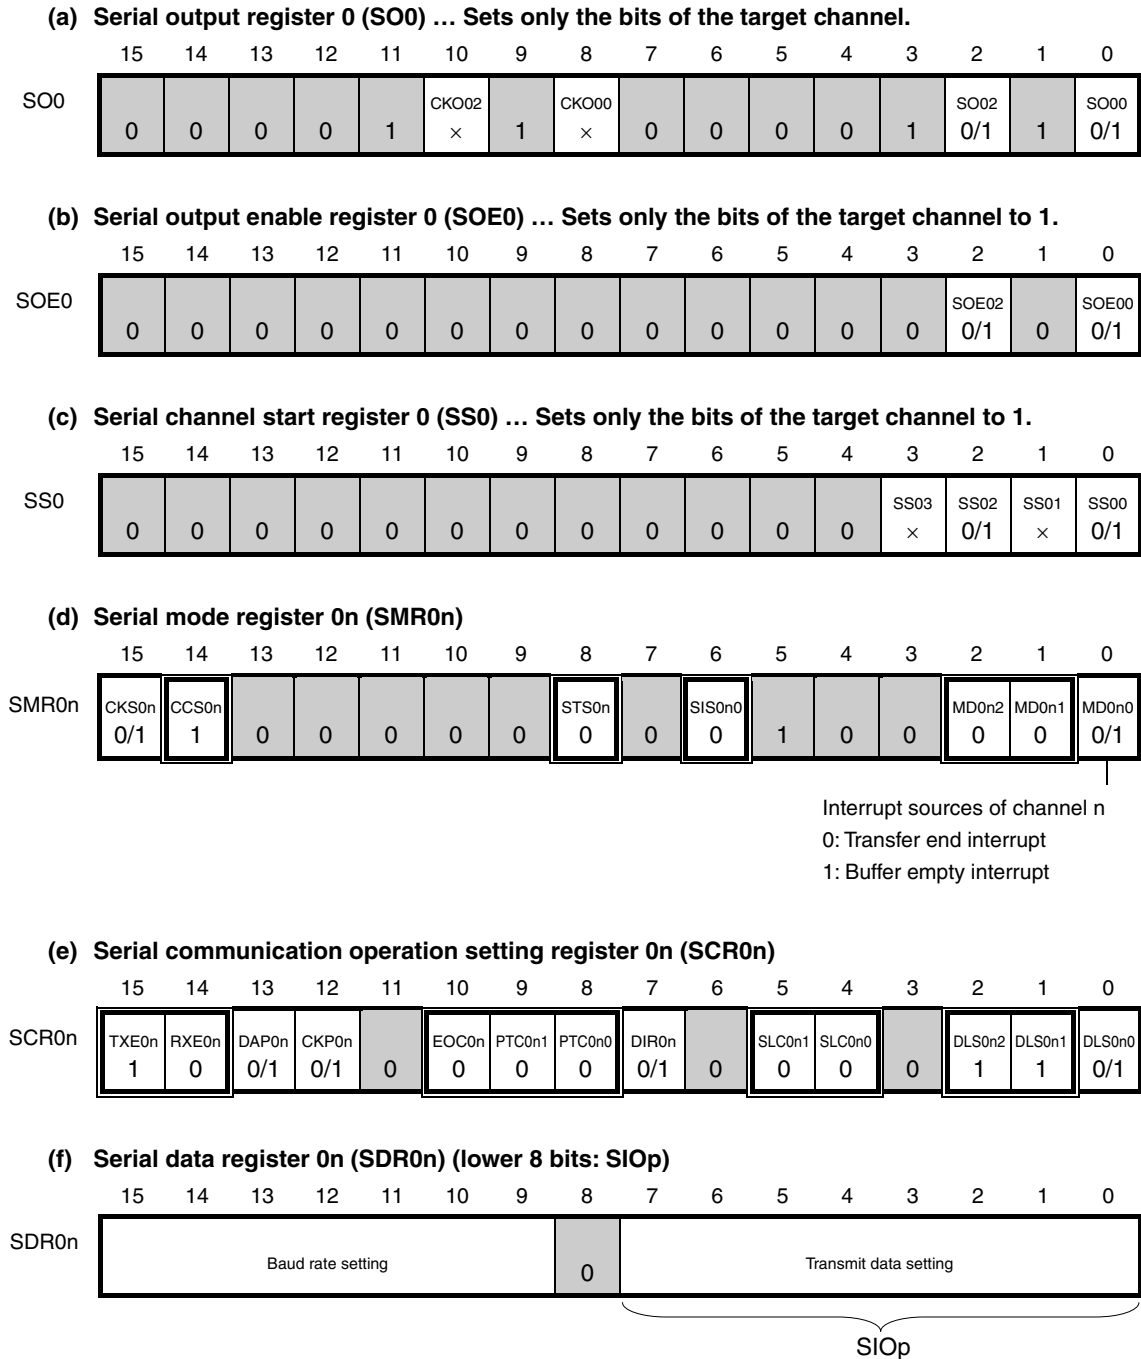 (a) Serial output register 0 (SO0) … Sets only the bits of the target channel.
15 14 13 12 11 10 9 8 7 6 5 4 3 2 1 0
CKO02 CKO00 SO02 SO00
SO0
0 0 0 0 1 × 1 × 0 0 0 0 1 0/1 1 0/1
(b) Serial output enable register 0 (SOE0) … Sets only the bits of the target channel to 1.
15 14 13 12 11 10 9 8 7 6 5 4 3 2 1 0
SOE02 SOE00
SOE0
0 0 0 0 0 0 0 0 0 0 0 0 0 0/1 0 0/1
(c) Serial channel start register 0 (SS0) … Sets only the bits of the target channel to 1.
15 14 13 12 11 10 9 8 7 6 5 4 3 2 1 0
SS0 SS03 SS02 SS01 SS00
0 0 0 0 0 0 0 0 0 0 0 0 × 0/1 × 0/1
(d) Serial mode register 0n (SMR0n)
15 14 13 12 11 10 9 8 7 6 5 4 3 2 1 0
SMR0n CKS0n CCS0n STS0n SIS0n0 MD0n2 MD0n1 MD0n0
0/1 1 0 0 0 0 0 0 0 0 1 0 0 0 0 0/1
Interrupt sources of channel n
0: Transfer end interrupt
1: Buffer empty interrupt
(e) Serial communication operation setting register 0n (SCR0n)
15 14 13 12 11 10 9 8 7 6 5 4 3 2 1 0
SCR0n TXE0n RXE0n DAP0n CKP0n EOC0n PTC0n1 PTC0n0 DIR0n SLC0n1 SLC0n0 DLS0n2 DLS0n1 DLS0n0
1 0 0/1 0/1 0 0 0 0 0/1 0 0 0 0 1 1 0/1
(f) Serial data register 0n (SDR0n) (lower 8 bits: SIOp)
15 14 13 12 11 10 9 8 7 6 5 4 3 2 1 0
SDR0n
Baud rate setting 0 Transmit data setting
SIOp